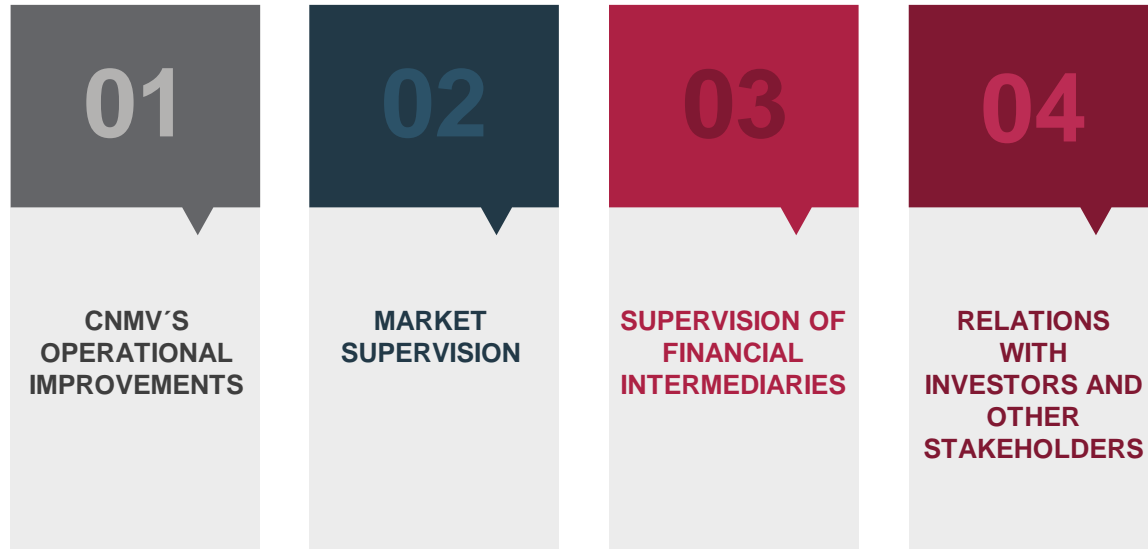 01
CNMV´S
OPERATIONAL
IMPROVEMENTS
02
MARKET
SUPERVISION
03
SUPERVISION OF
FINANCIAL
INTERMEDIARIES
04
RELATIONS
WITH
INVESTORS AND
OTHER
STAKEHOLDERS